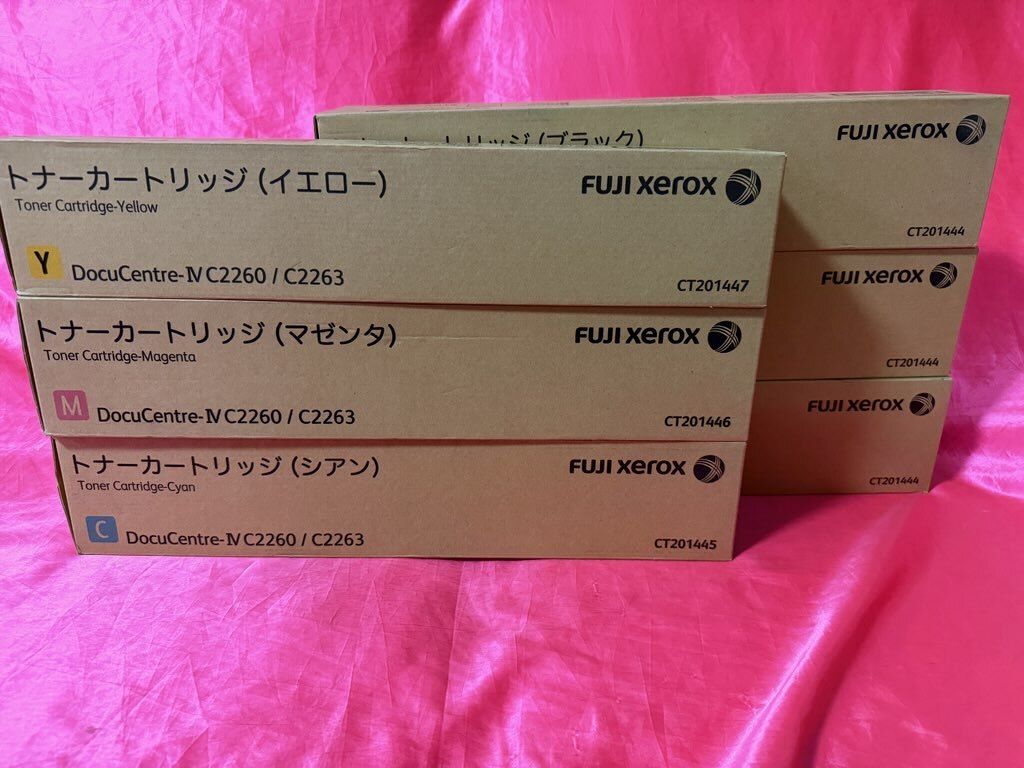 トナーカートリッジ (イエロー)
Toner Cartridge-Yellow
Y
DocuCentre-Ⅳ C2260 / C2263
FUJI xerox
CT201447
トナーカートリッジ (マゼンタ)
Toner Cartridge-Magenta
M
DocuCentre-Ⅳ C2260 / C2263
FUJI xerox
CT201446
トナーカートリッジ (シアン)
Toner Cartridge-Cyan
C
DocuCentre-Ⅳ C2260 / C2263
FUJI xerox
CT201445
カートリッジ (ブラック)
FUJI xerox
CT201444
FUJI xerox
CT201444
FUJI xerox
CT201444